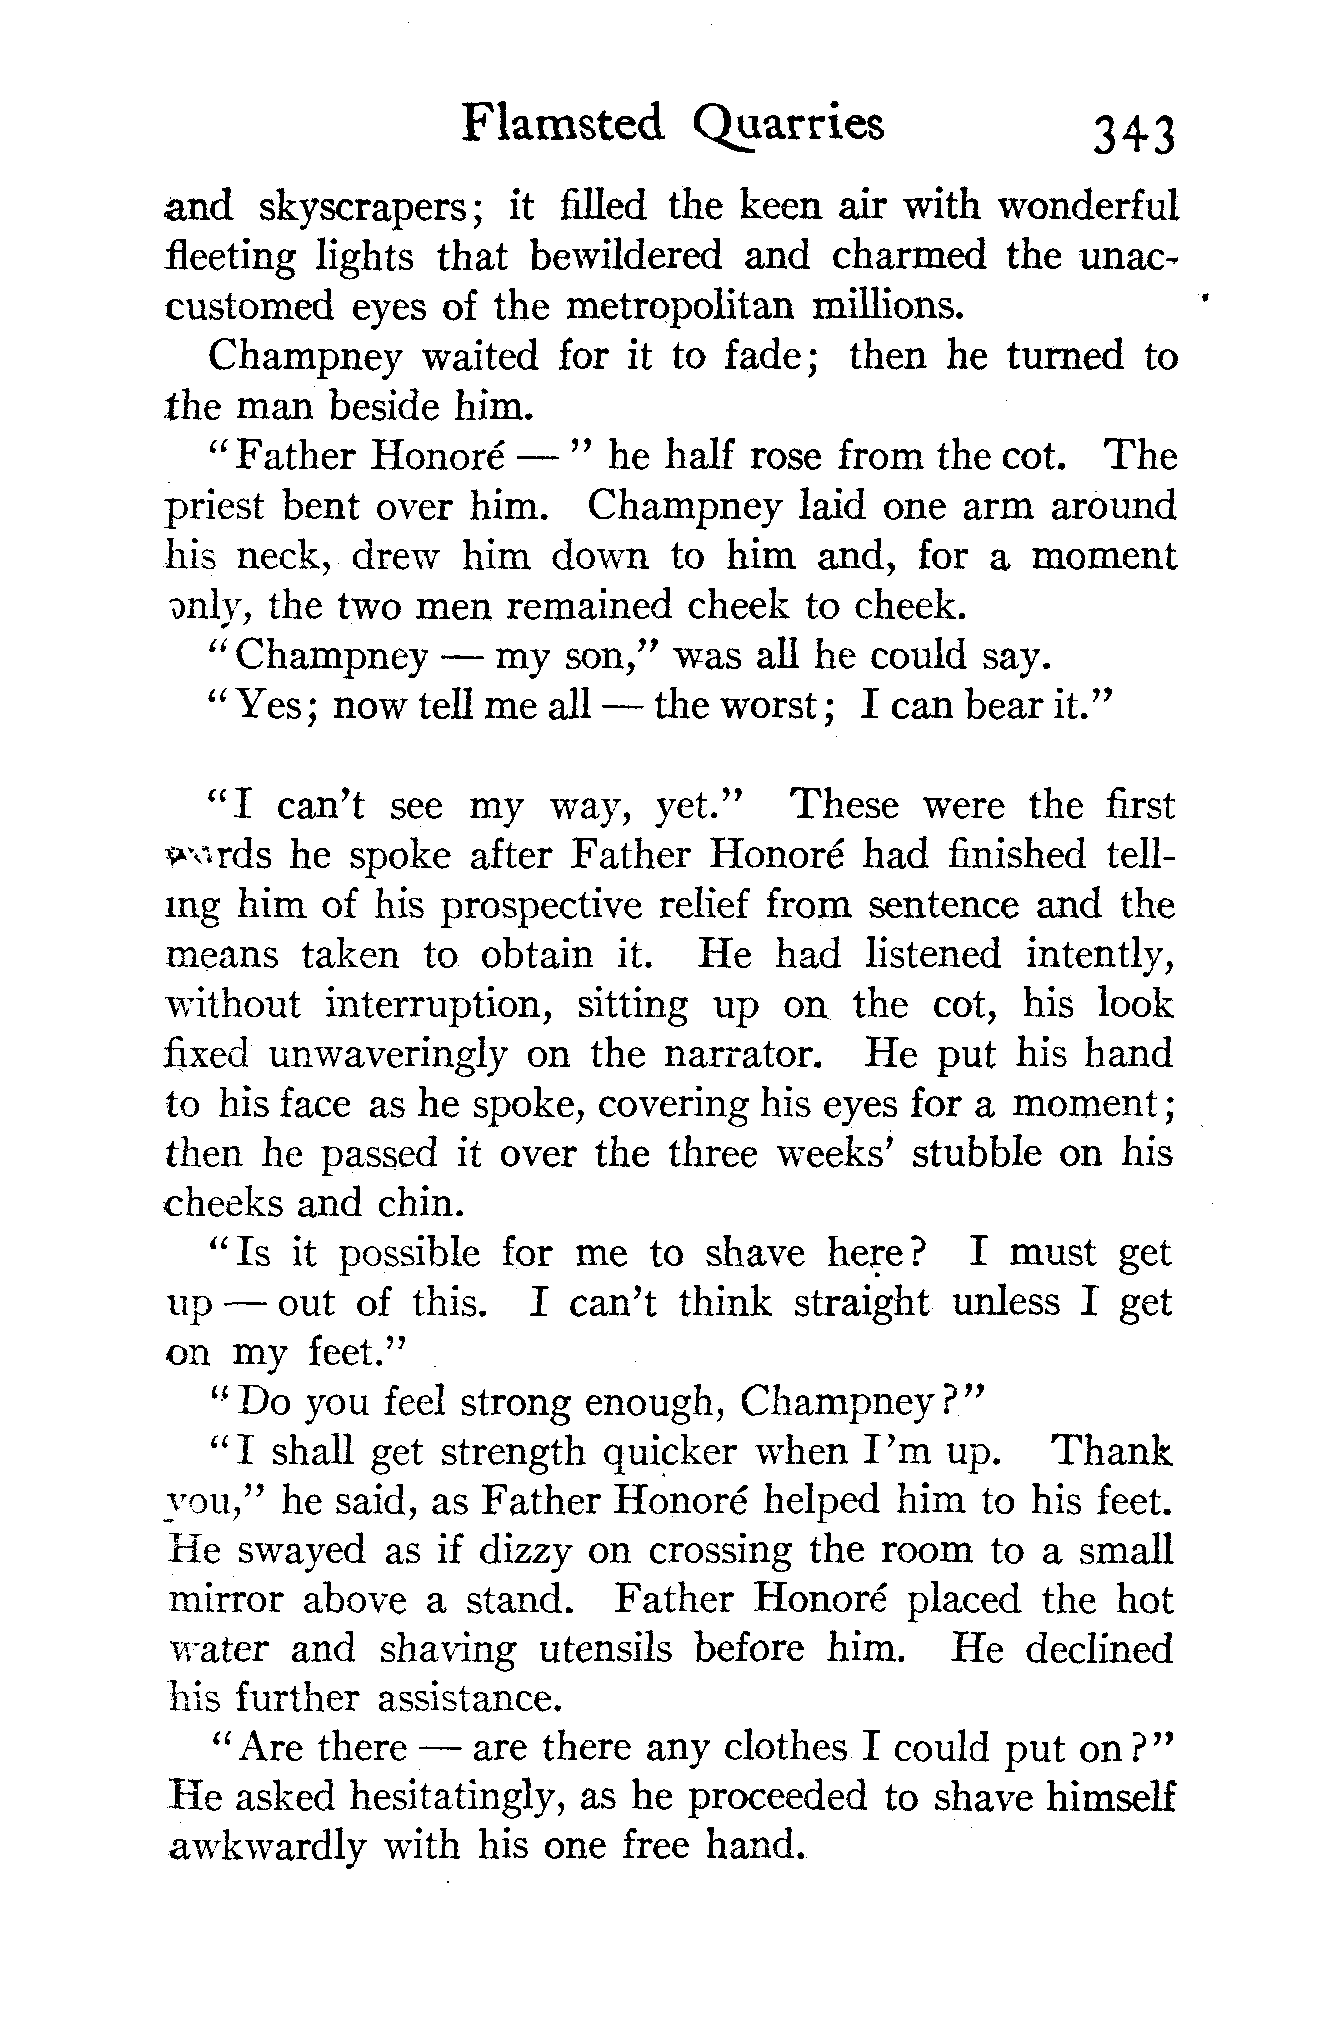 Flamsted Quarries 343
and skyscrapers; it filled the keen air with wonderful
fleeting lights that bewildered and charmed the unac-
customed eyes of the metropolitan millions.
Champney waited for it to fade; then he turned to
the man beside him.
"Father Honoré — " he half rose from the cot. The
priest bent over him. Champney laid one arm around
his neck, drew him down to him and, for a moment
only, the two men remained cheek to cheek.
"Champney — my son," was all he could say.
"Yes; now tell me all — the worst; I can bear it."
"I can't see my way, yet." These were the first
words he spoke after Father Honoré had finished tell-
ing him of his prospective relief from sentence and the
means taken to obtain it. He had listened intently,
without interruption, sitting up on the cot, his look
fixed unwaveringly on the narrator. He put his hand
to his face as he spoke, covering his eyes for a moment;
then he passed it over the three weeks' stubble on his
cheeks and chin.
"Is it possible for me to shave here? I must get
up — out of this. I can't think straight unless I get
on my feet."
"Do you feel strong enough, Champney?"
"I shall get strength quicker when I'm up. Thank
you," he said, as Father Honoré helped him to his feet.
He swayed as if dizzy on crossing the room to a small
mirror above a stand. Father Honoré placed the hot
water and shaving utensils before him. He declined
his further assistance.
"Are there — are there any clothes I could put on?"
He asked hesitatingly, as he proceeded to shave himself
awkwardly with his one free hand.